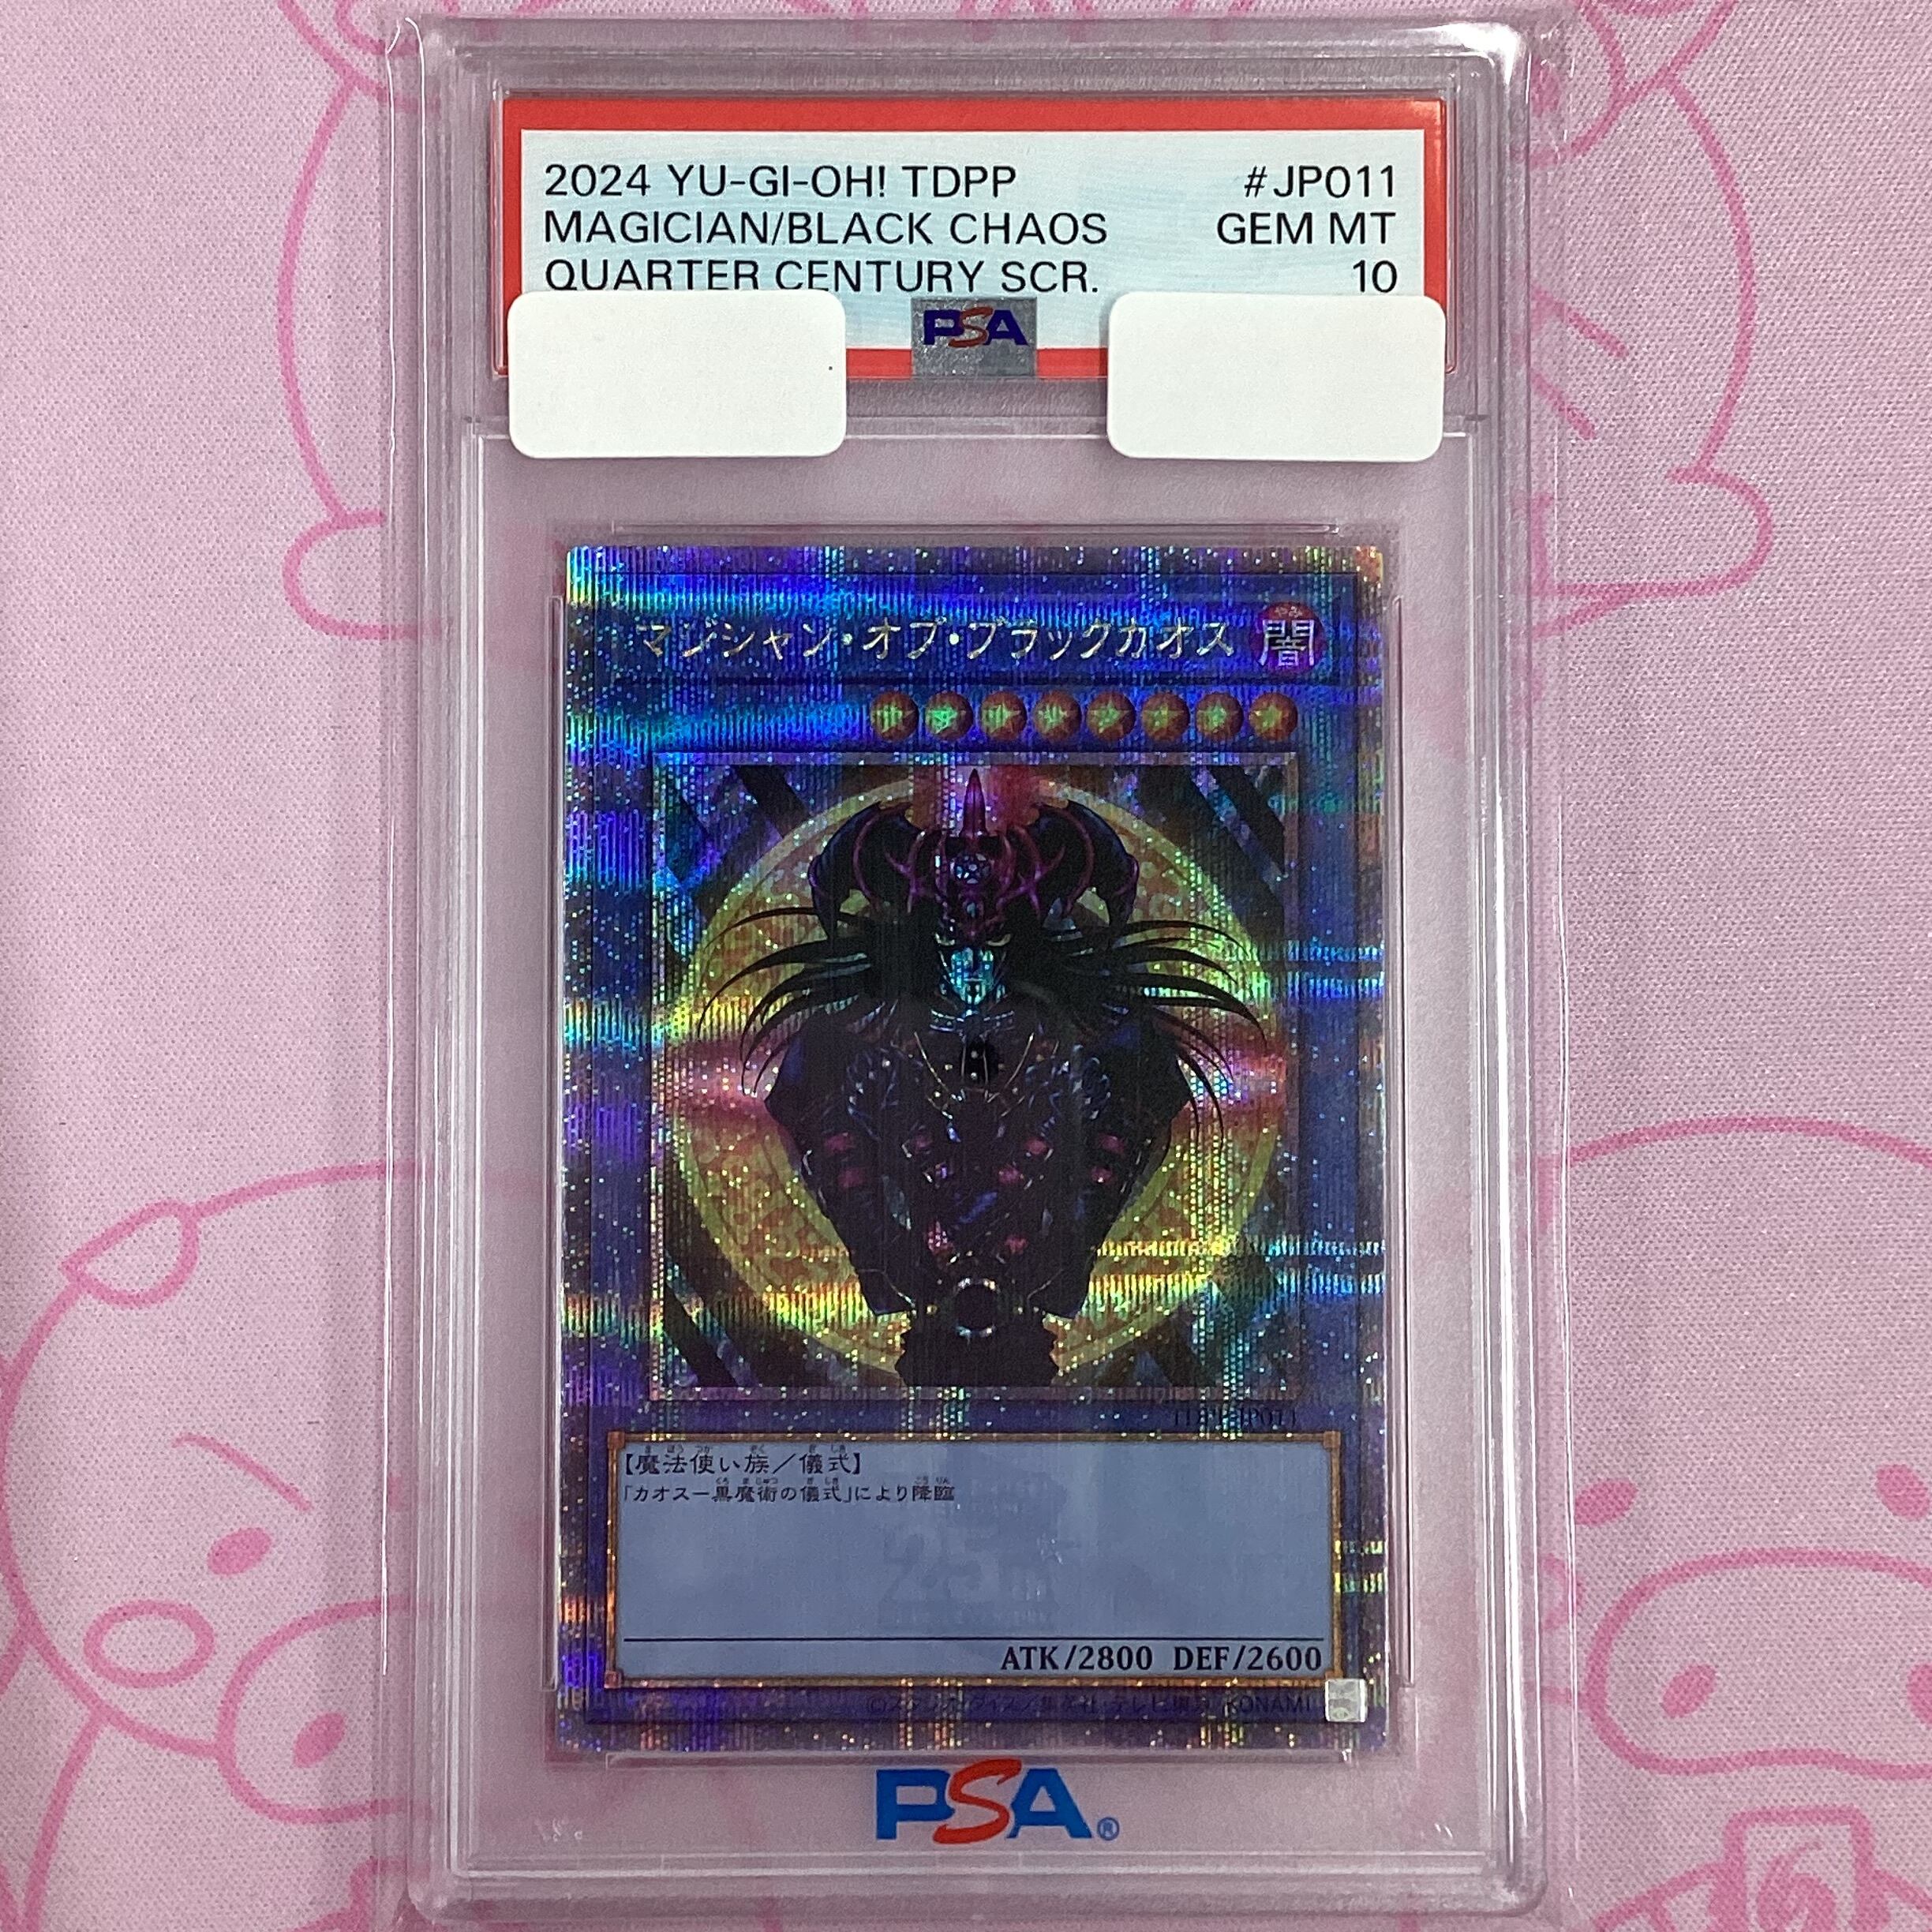 2024 YU-GI-OH! TDPP #JP011
MAGICIAN/BLACK CHAOS GEM MT
QUARTER CENTURY SCR. 10
PSA
マジシャン・オブ・ブラックカオス 闇
【魔法使い族／儀式】
「カオスー黒魔術の儀式」により降臨
25th
ATK/2800 DEF/2600
KONAMI
PSA®